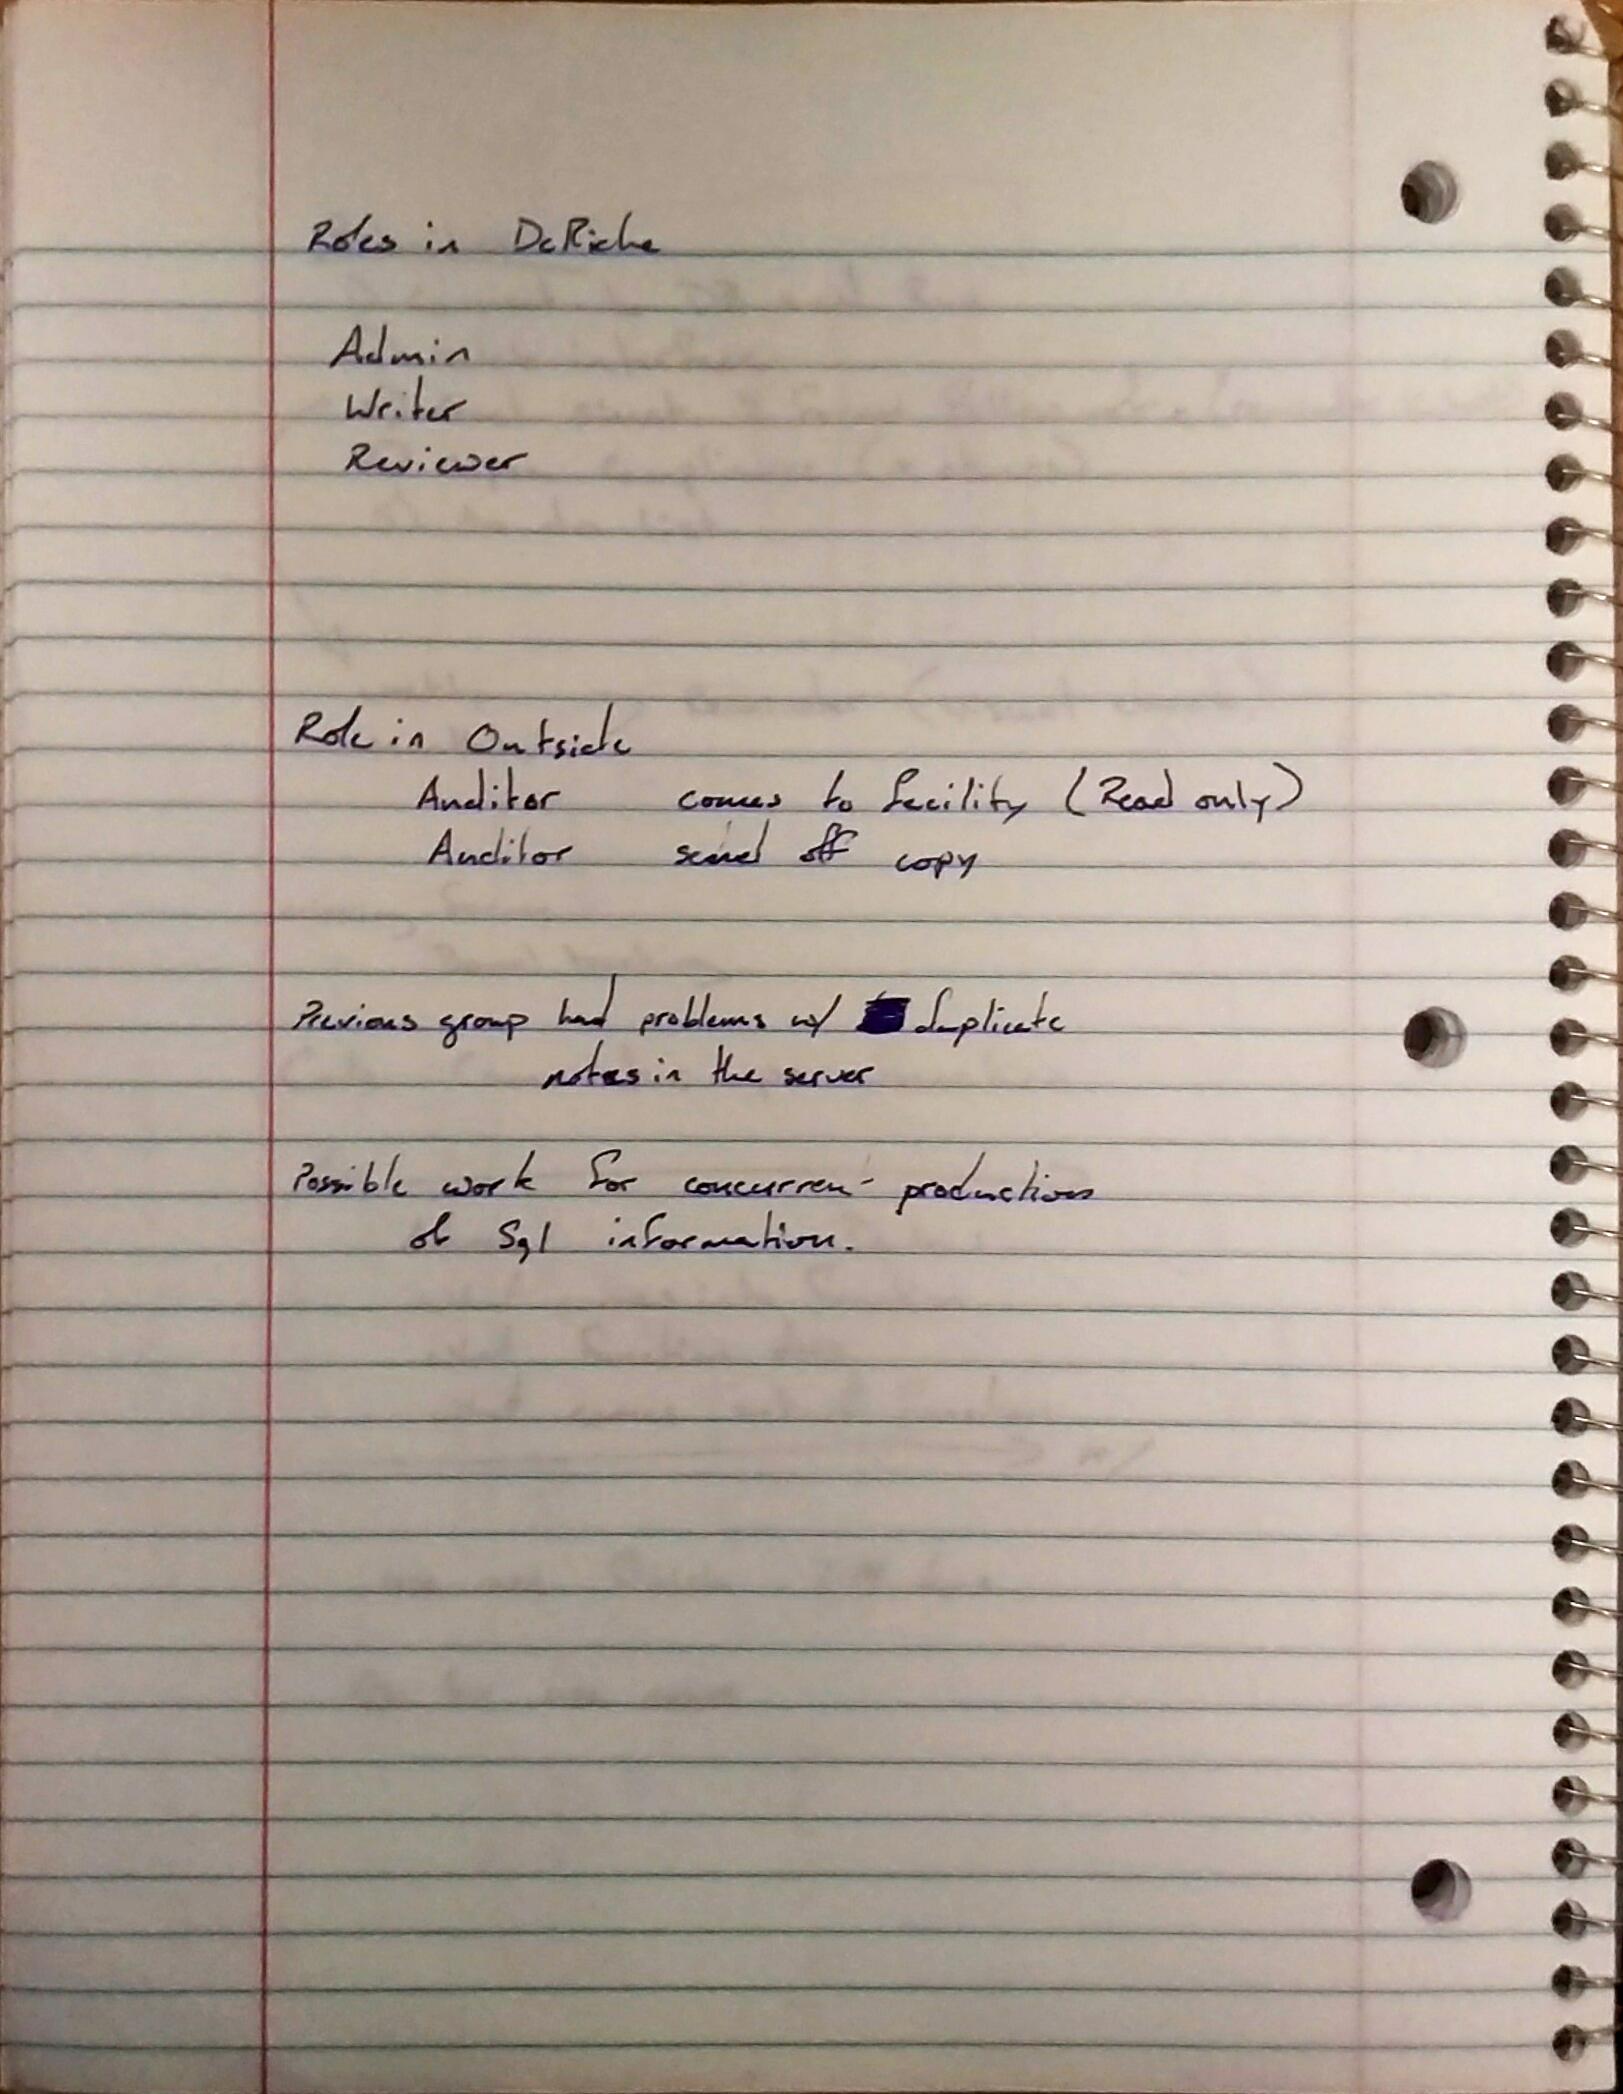 Roles in DeRiche
Admin
Writer
Reviewer
Role in Outside
Auditor comes to facility (Read only)
Auditor send off copy
Previous group had problems w/ duplicate
notes in the server
Possible work for concurrent productions
of Sql information.